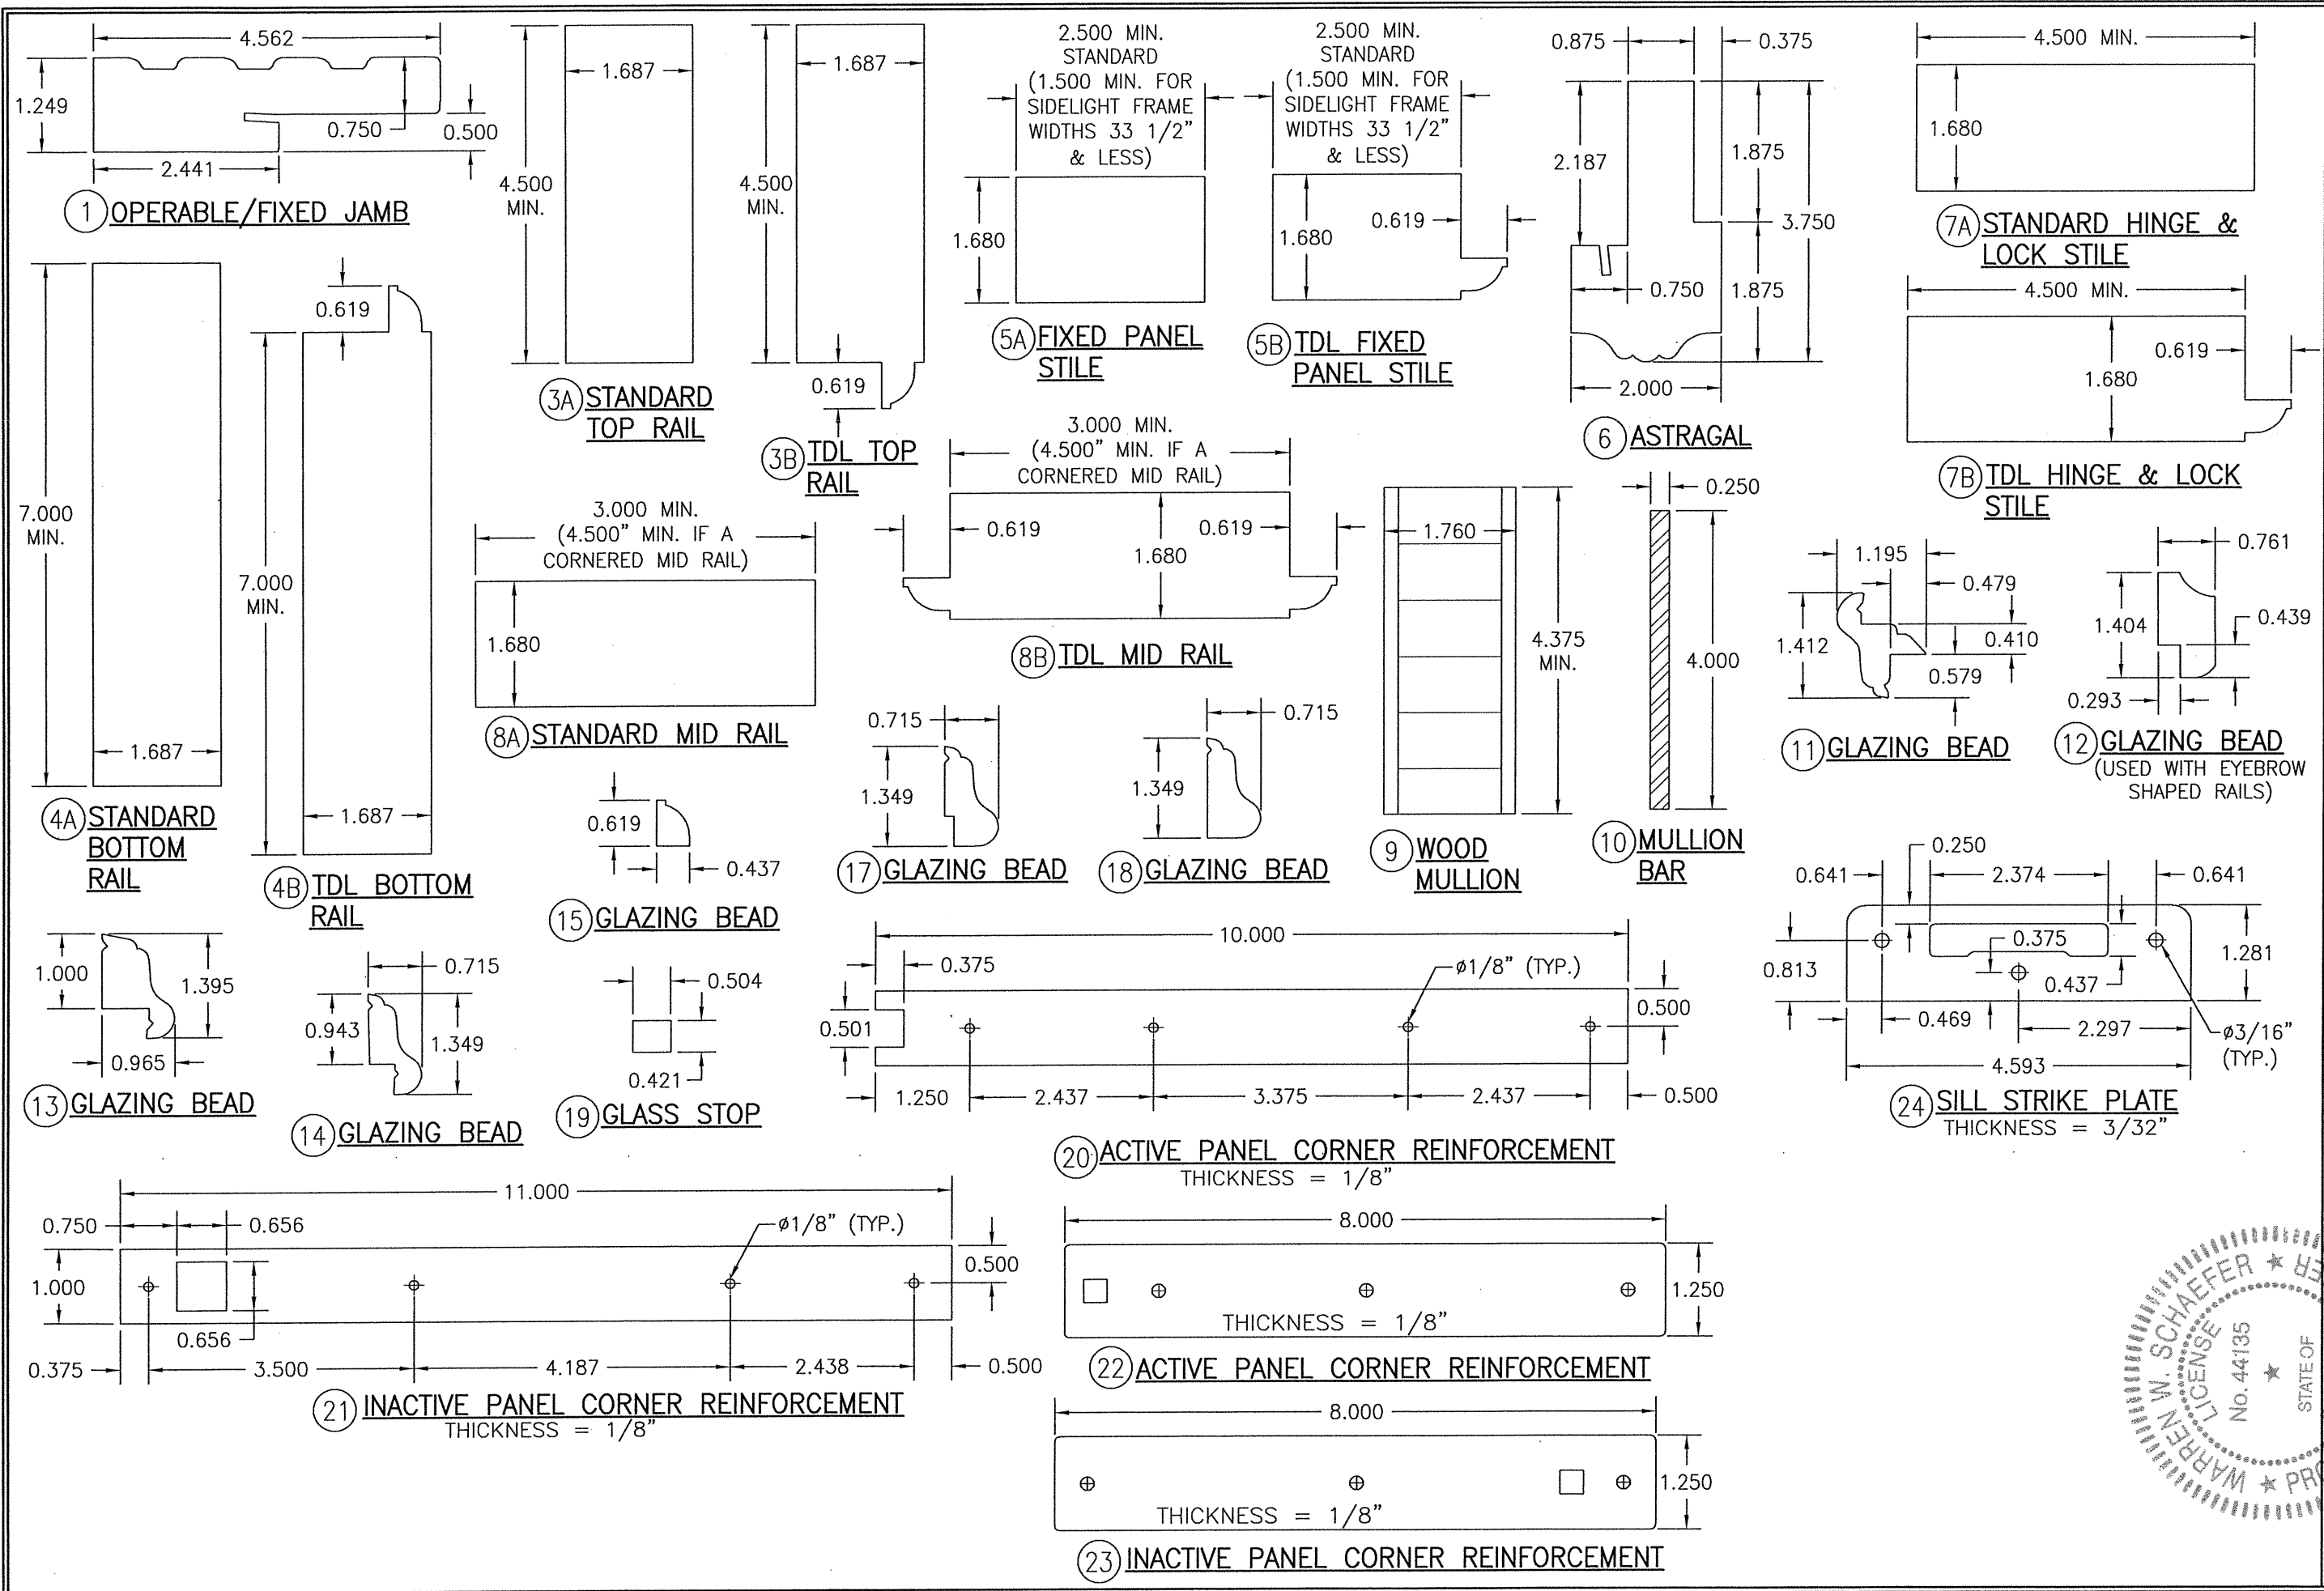 4.562
1.249
0.750
0.500
2.441
1 OPERABLE/FIXED JAMB
1.687
4.500
MIN.
3A STANDARD
TOP RAIL
1.687
4.500
MIN.
0.619
3B TDL TOP
RAIL
2.500 MIN.
STANDARD
(1.500 MIN. FOR
SIDELIGHT FRAME
WIDTHS 33 1/2"
& LESS)
1.680
5A FIXED PANEL
STILE
2.500 MIN.
STANDARD
(1.500 MIN. FOR
SIDELIGHT FRAME
WIDTHS 33 1/2"
& LESS)
0.619
1.680
5B TDL FIXED
PANEL STILE
0.875
0.375
2.187
1.875
3.750
0.750
1.875
2.000
6 ASTRAGAL
4.500 MIN.
1.680
7A STANDARD HINGE &
LOCK STILE
4.500 MIN.
0.619
1.680
7B TDL HINGE & LOCK
STILE
7.000
MIN.
1.687
4A STANDARD
BOTTOM
RAIL
0.619
7.000
MIN.
1.687
4B TDL BOTTOM
RAIL
3.000 MIN.
(4.500" MIN. IF A
CORNERED MID RAIL)
1.680
8A STANDARD MID RAIL
3.000 MIN.
(4.500" MIN. IF A
CORNERED MID RAIL)
0.619
0.619
1.680
8B TDL MID RAIL
1.760
4.375
MIN.
9 WOOD
MULLION
0.250
4.000
10 MULLION
BAR
1.195
0.479
1.412
0.410
0.579
11 GLAZING BEAD
0.761
1.404
0.439
0.293
12 GLAZING BEAD
(USED WITH EYEBROW
SHAPED RAILS)
0.619
0.437
15 GLAZING BEAD
0.715
1.349
17 GLAZING BEAD
0.715
1.349
18 GLAZING BEAD
1.000
1.395
0.965
13 GLAZING BEAD
0.715
0.943
1.349
14 GLAZING BEAD
0.504
0.421
19 GLASS STOP
10.000
0.375
ø1/8" (TYP.)
0.501
0.500
1.250
2.437
3.375
2.437
0.500
20 ACTIVE PANEL CORNER REINFORCEMENT
THICKNESS = 1/8"
0.250
0.641
2.374
0.641
0.375
1.281
0.813
0.437
0.469
2.297
ø3/16"
(TYP.)
4.593
24 SILL STRIKE PLATE
THICKNESS = 3/32"
11.000
0.750
0.656
ø1/8" (TYP.)
1.000
0.500
0.656
0.375
3.500
4.187
2.438
0.500
21 INACTIVE PANEL CORNER REINFORCEMENT
THICKNESS = 1/8"
8.000
1.250
THICKNESS = 1/8"
22 ACTIVE PANEL CORNER REINFORCEMENT
8.000
1.250
THICKNESS = 1/8"
23 INACTIVE PANEL CORNER REINFORCEMENT
WARREN W. SCHAEFER
LICENSE
No. 44135
STATE OF